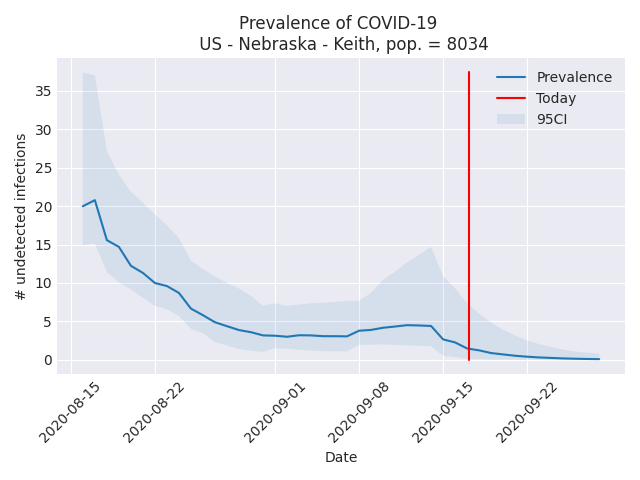 Prevalence of COVID-19
US - Nebraska - Keith, pop. = 8034
Prevalence
Today
95CI
# undetected infections
35
30
25
20
15
10
5
0
2020-08-15
2020-08-22
2020-09-01
2020-09-08
2020-09-15
2020-09-22
Date